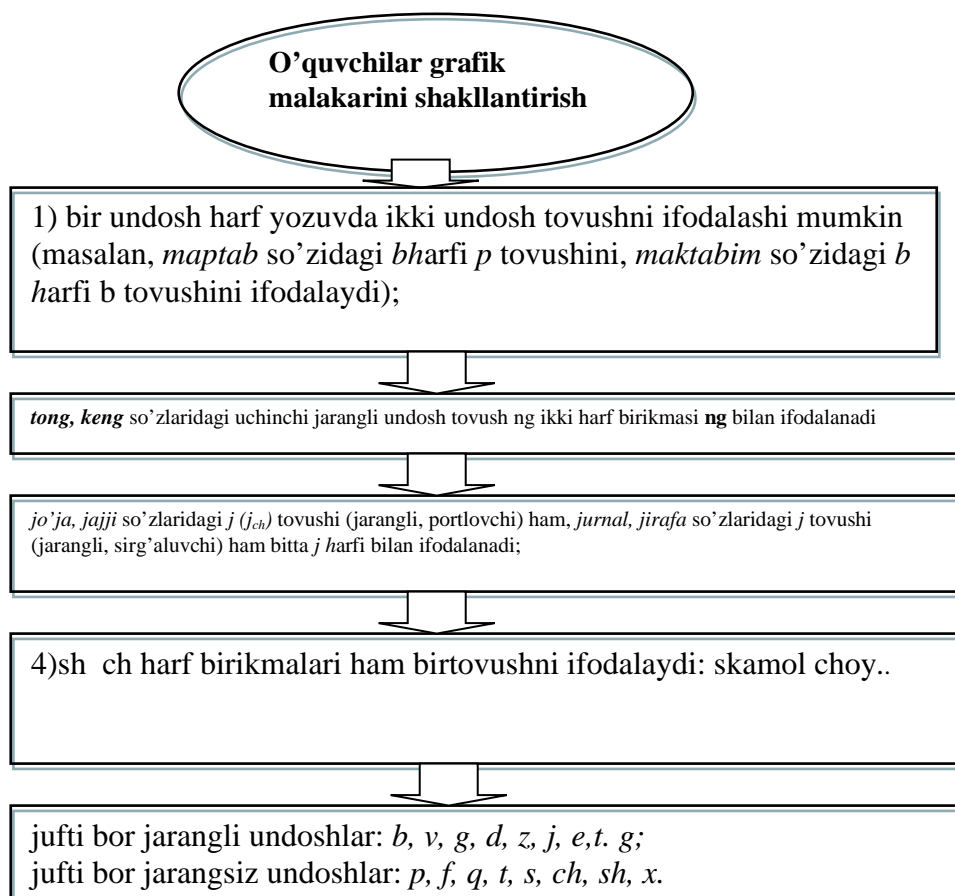 O’quvchilar grafik
malakarini shakllantirish
1) bir undosh harf yozuvda ikki undosh tovushni ifodalashi mumkin
(masalan, maptab so’zidagi bharfi p tovushini, maktabim so’zidagi b
harfi b tovushini ifodalaydi);
tong, keng so’zlaridagi uchinchi jarangli undosh tovush ng ikki harf birikmasi ng bilan ifodalanadi
jo’ja, jajji so’zlaridagi j (jch) tovushi (jarangli, portlovchi) ham, jurnal, jirafa so’zlaridagi j tovushi
(jarangli, sirg’aluvchi) ham bitta j harfi bilan ifodalanadi;
4)sh ch harf birikmalari ham birtovushni ifodalaydi: skamol choy..
jufti bor jarangli undoshlar: b, v, g, d, z, j, e,t. g;
jufti bor jarangsiz undoshlar: p, f, q, t, s, ch, sh, x.